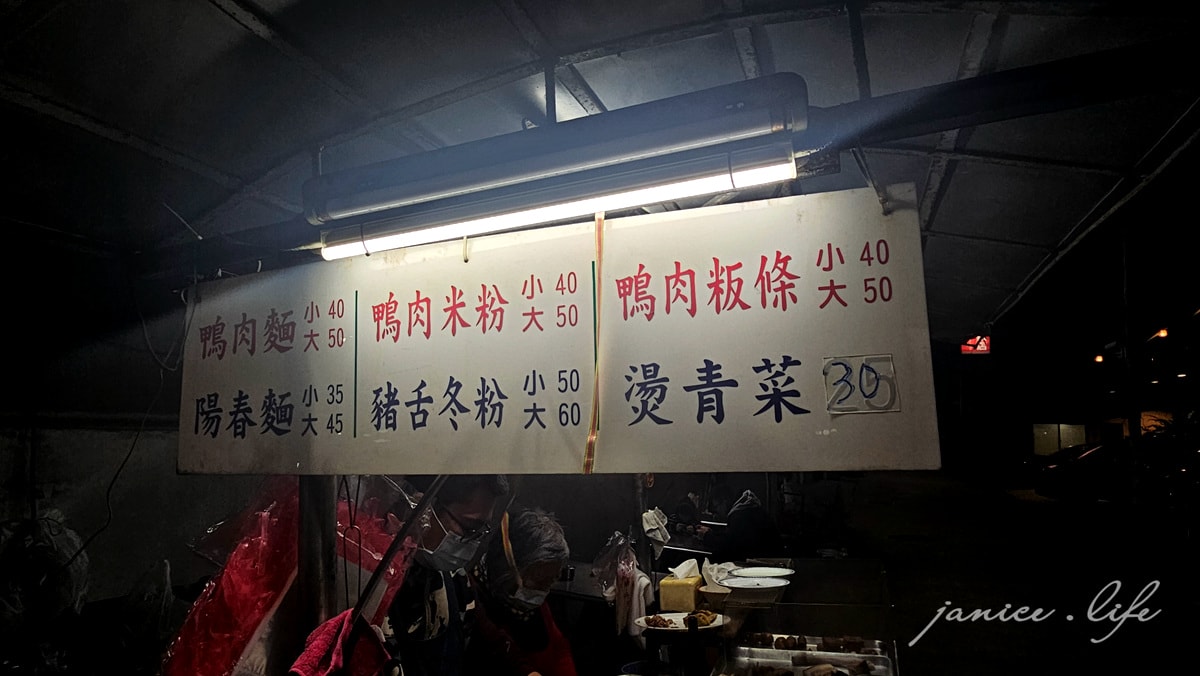 鴨肉麵 小 40 大 50
鴨肉米粉 小 40 大 50
鴨肉粄條 小 40 大 50
陽春麵 小 35 大 45
豬舌冬粉 小 50 大 60
燙青菜 30
janice.life